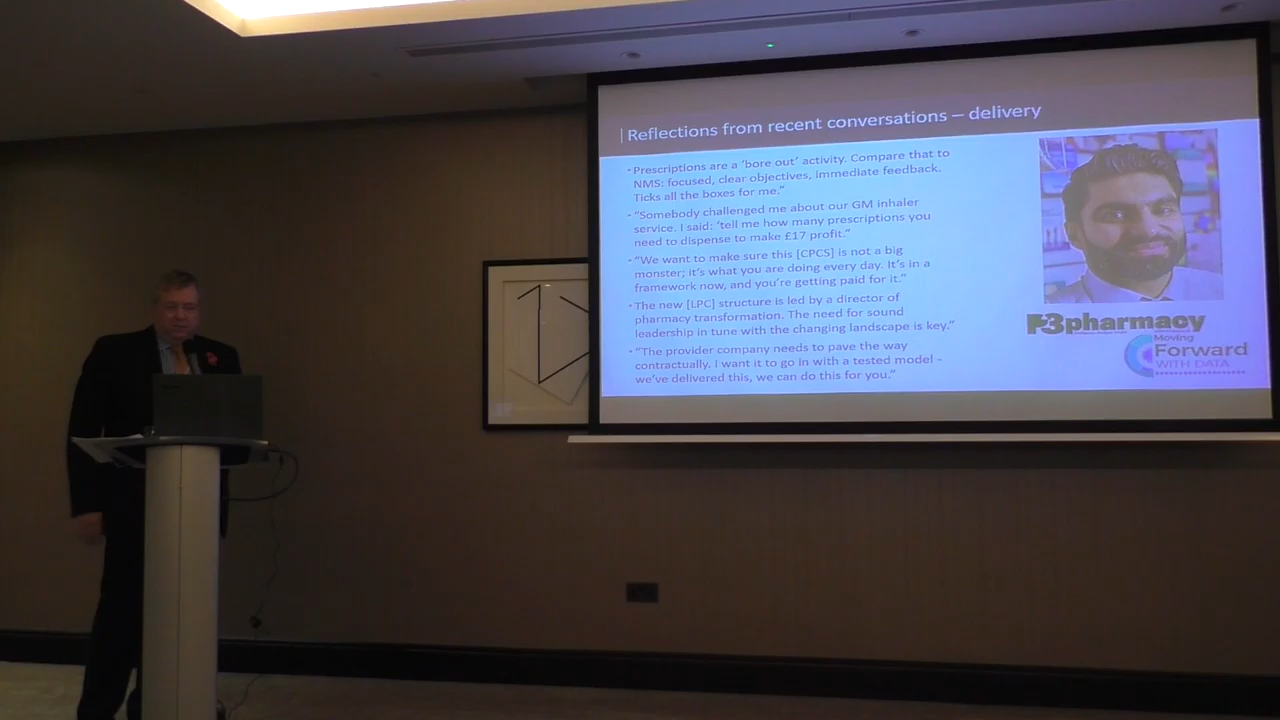 Reflections from recent conversations – delivery
• Prescriptions are a 'bore out' activity. Compare that to
NMS: focused, clear objectives, immediate feedback.
Ticks all the boxes for me."
• "Somebody challenged me about our GM inhaler
service. I said: 'tell me how many prescriptions you
need to dispense to make £17 profit."
• "We want to make sure this [CPCS] is not a big
monster; it's what you are doing every day. It's in a
framework now, and you're getting paid for it."
• The new [LPC] structure is led by a director of
pharmacy transformation. The need for sound
leadership in tune with the changing landscape is key."
• "The provider company needs to pave the way
contractually. I want it to go in with a tested model -
we've delivered this, we can do this for you."
P3pharmacy
Moving
Forward
WITH DATA